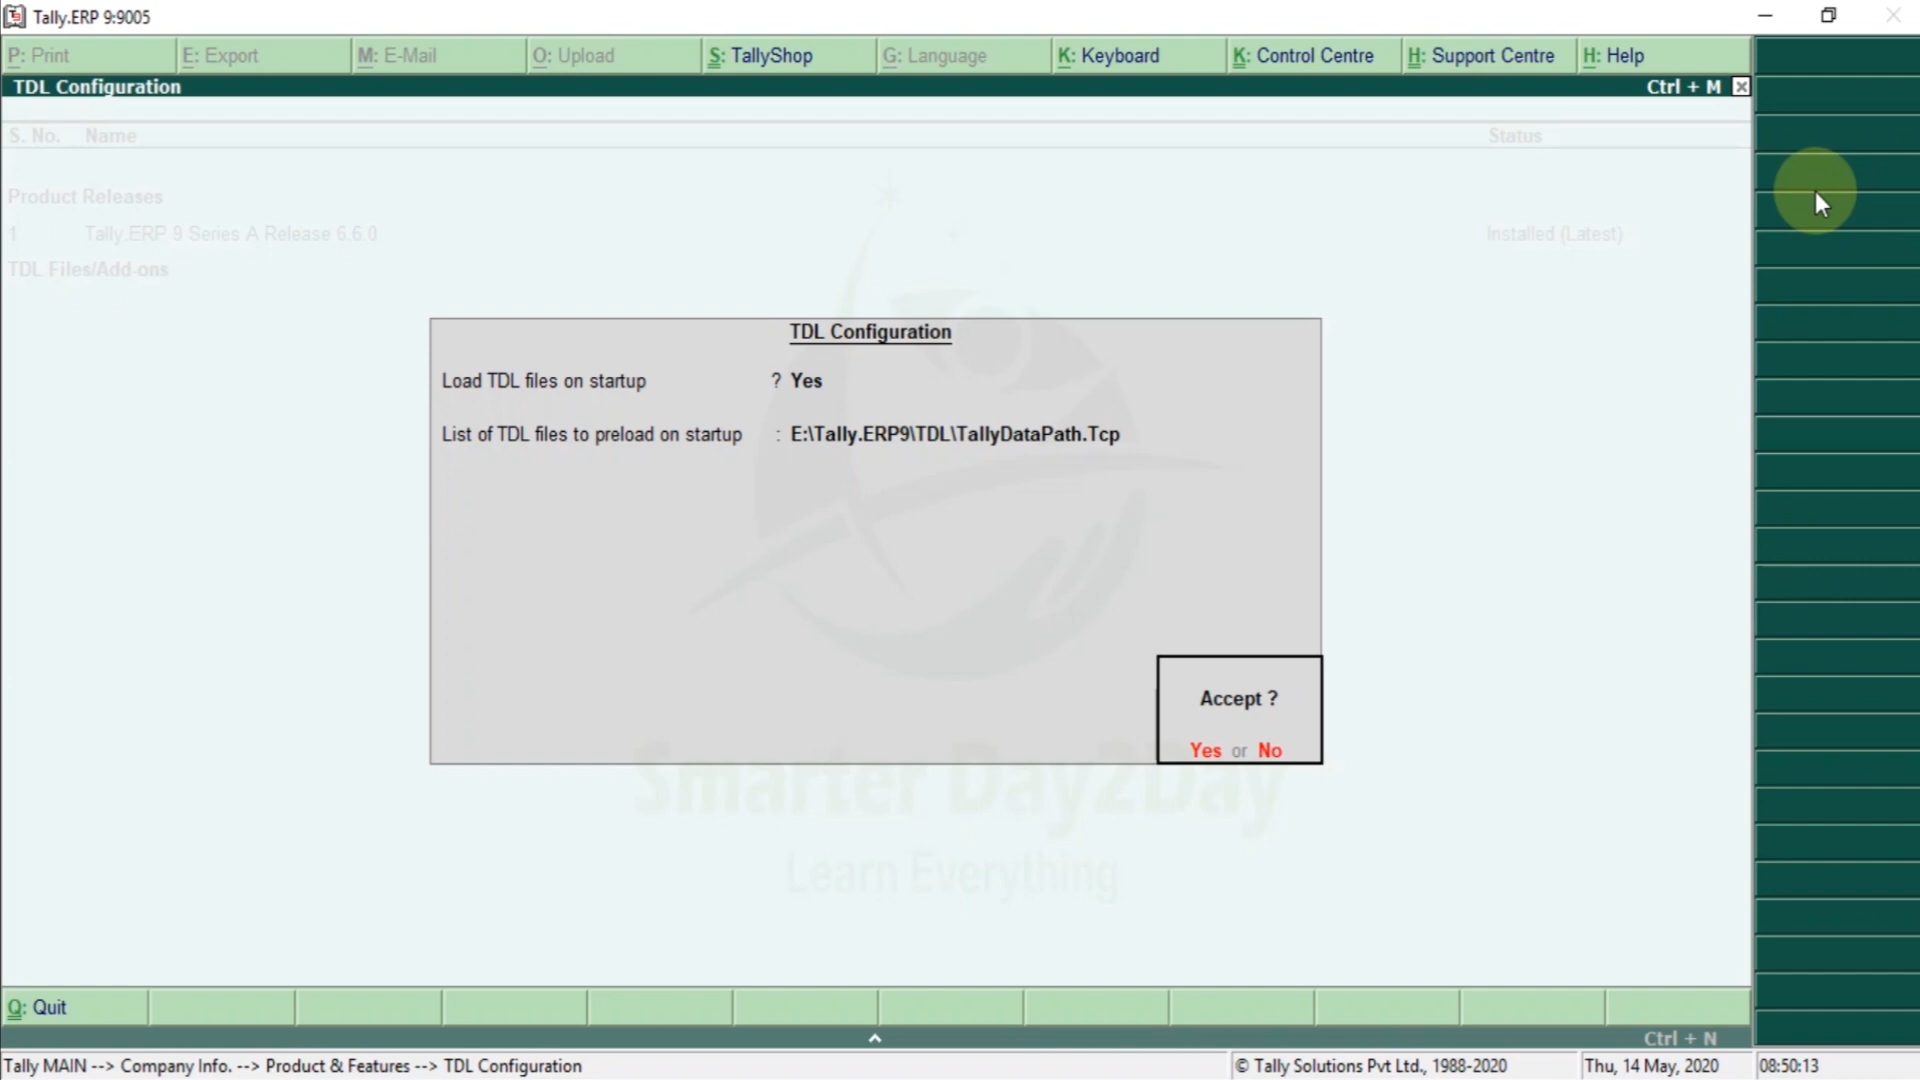 Tally.ERP 9:9005
P: Print E: Export M: E-Mail O: Upload S: TallyShop G: Language K: Keyboard K: Control Centre H: Support Centre H: Help
TDL Configuration Ctrl + M
S. No. Name Status
Product Releases
1 Tally.ERP 9 Series A Release 6.6.0 Installed (Latest)
TDL Files/Add-ons
TDL Configuration
Load TDL files on startup ? Yes
List of TDL files to preload on startup : E:\Tally.ERP9\TDL\TallyDataPath.Tcp
Accept ?
Yes or No
Smarter Day2Day
Learn Everything
Q: Quit
Ctrl + N
Tally MAIN --> Company Info. --> Product & Features --> TDL Configuration © Tally Solutions Pvt Ltd., 1988-2020 Thu, 14 May, 2020 08:50:13